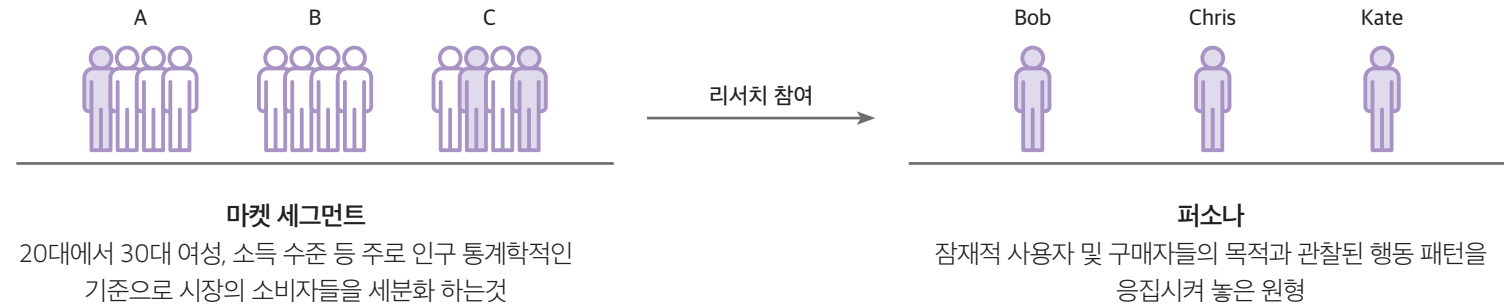 A
B
C
Bob
Chris
Kate
리서치 참여
마켓 세그먼트
20대에서 30대 여성, 소득 수준 등 주로 인구 통계학적인
기준으로 시장의 소비자들을 세분화 하는것
퍼소나
잠재적 사용자 및 구매자들의 목적과 관찰된 행동 패턴을
응집시켜 놓은 원형